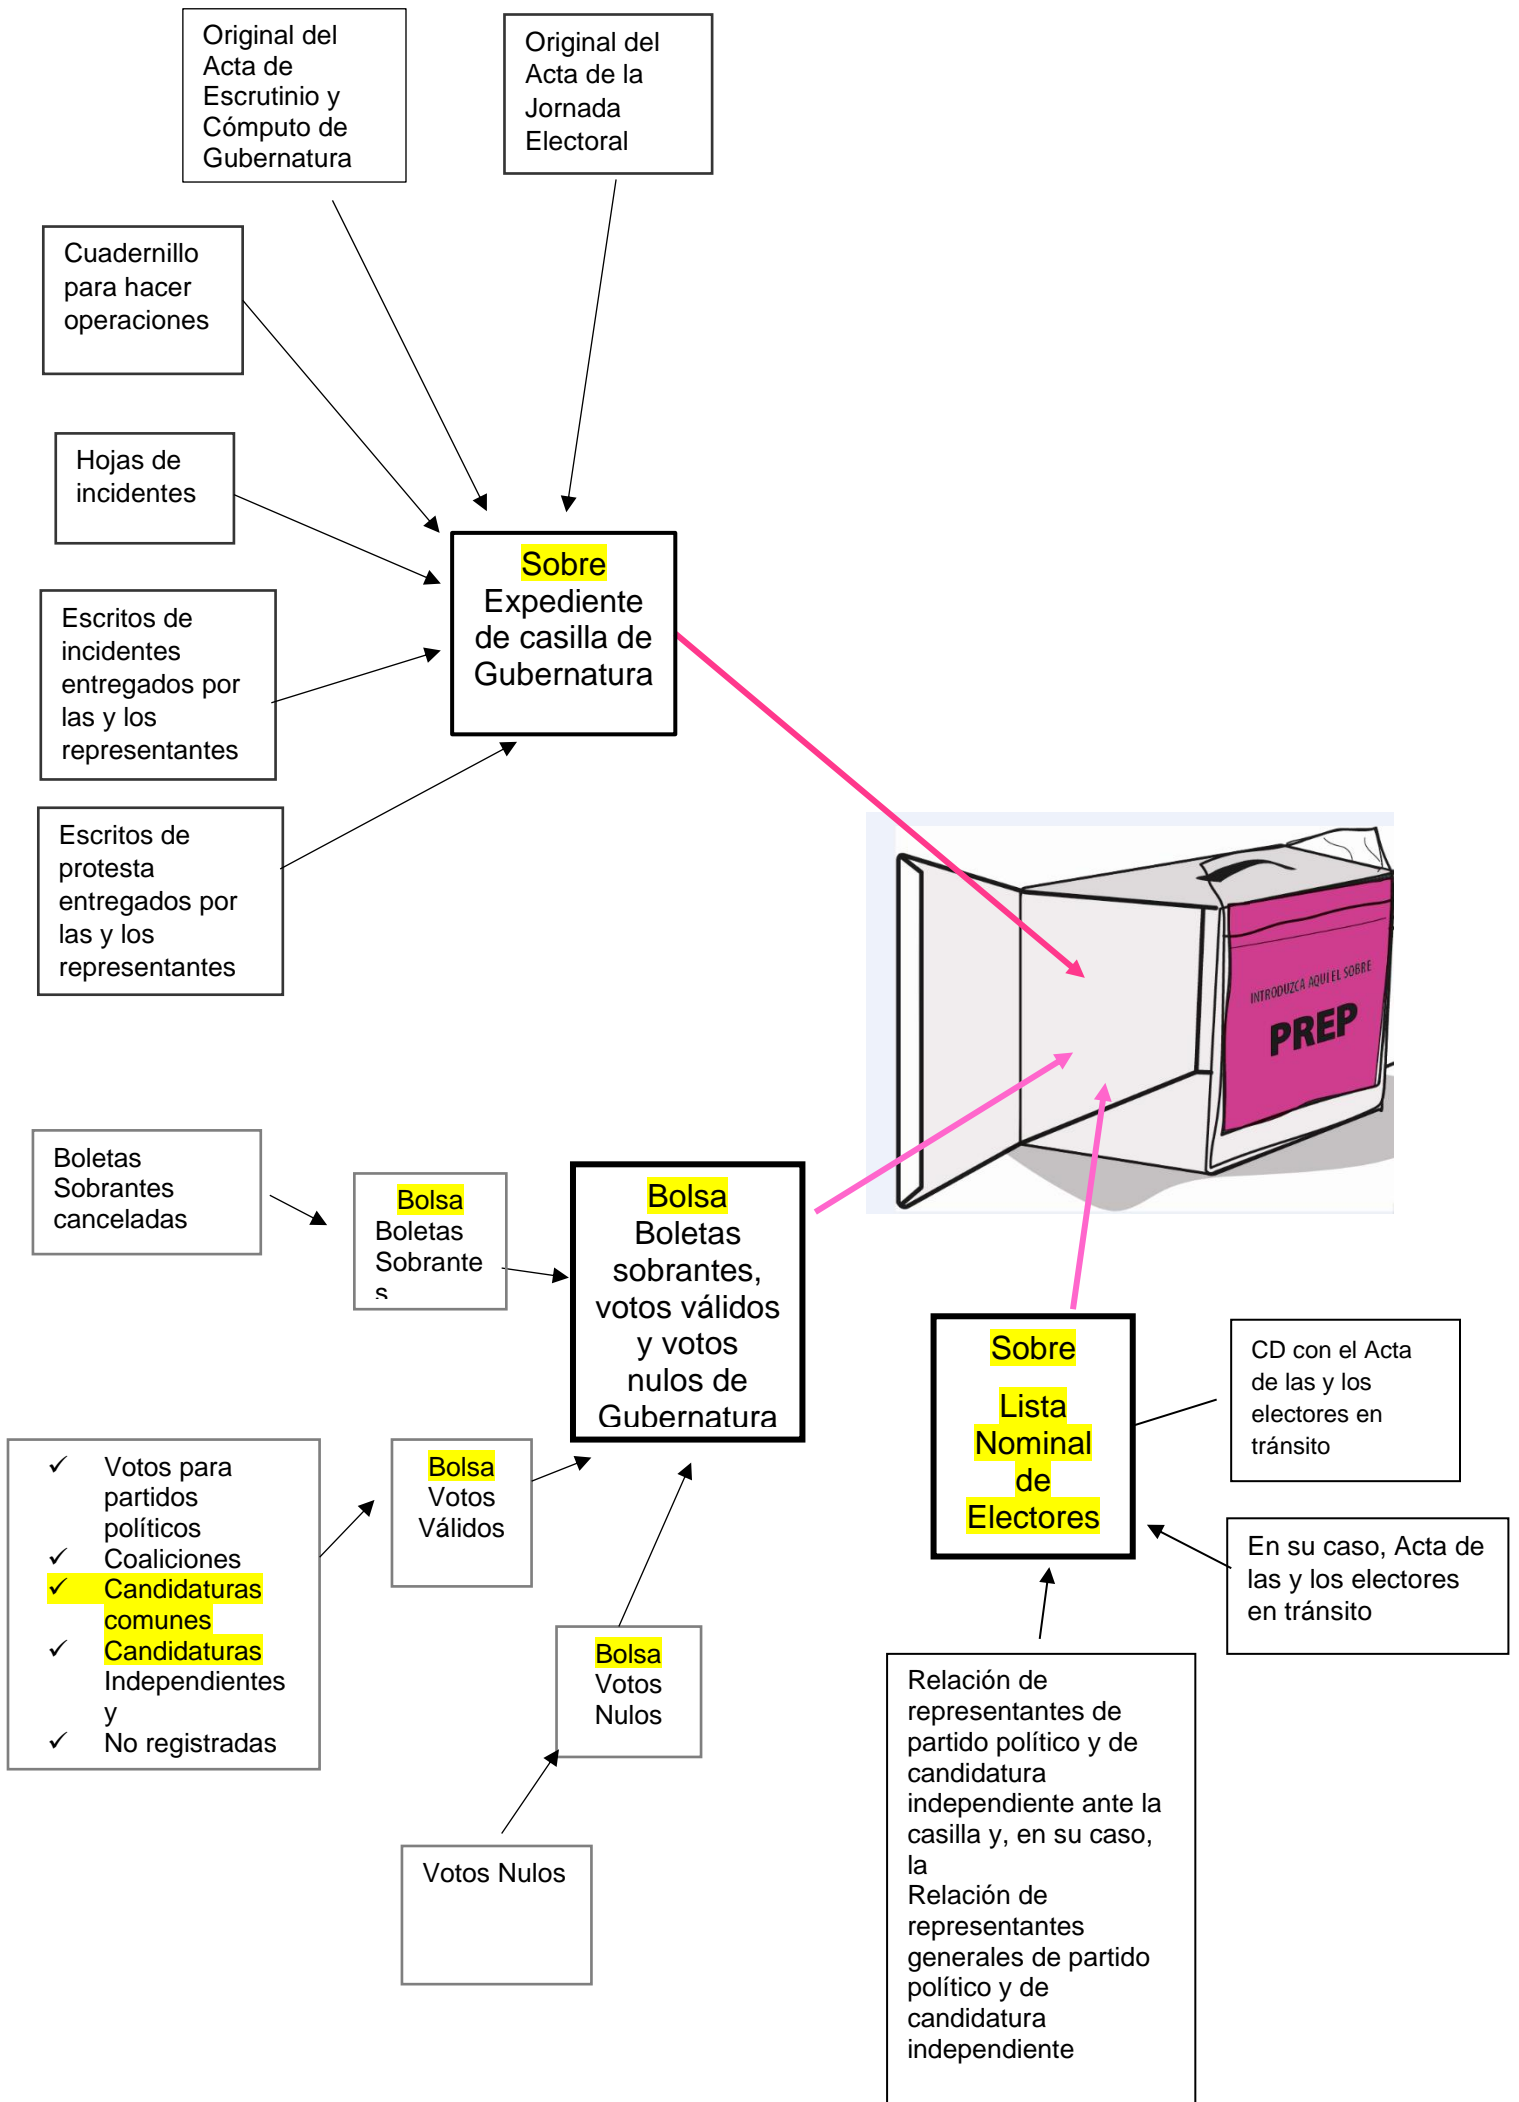 Original del
Acta de
Escrutinio y
Cómputo de
Gubernatura
Original del
Acta de la
Jornada
Electoral
Cuadernillo
para hacer
operaciones
Hojas de
incidentes
Sobre
Expediente
de casilla de
Gubernatura
Escritos de
incidentes
entregados por
las y los
representantes
Escritos de
protesta
entregados por
las y los
representantes
INTRODUZCA AQUI EL SOBRE
PREP
Boletas
Sobrantes
canceladas
Bolsa
Boletas
Sobrante
s
Bolsa
Boletas
sobrantes,
votos válidos
y votos
nulos de
Gubernatura
Sobre
Lista
Nominal
de
Electores
CD con el Acta
de las y los
electores en
tránsito
✓ Votos para
partidos
políticos
✓ Coaliciones
✓ Candidaturas
comunes
✓ Candidaturas
Independientes
y
✓ No registradas
Bolsa
Votos
Válidos
En su caso, Acta de
las y los electores
en tránsito
Bolsa
Votos
Nulos
Votos Nulos
Relación de
representantes de
partido político y de
candidatura
independiente ante la
casilla y, en su caso,
la
Relación de
representantes
generales de partido
político y de
candidatura
independiente